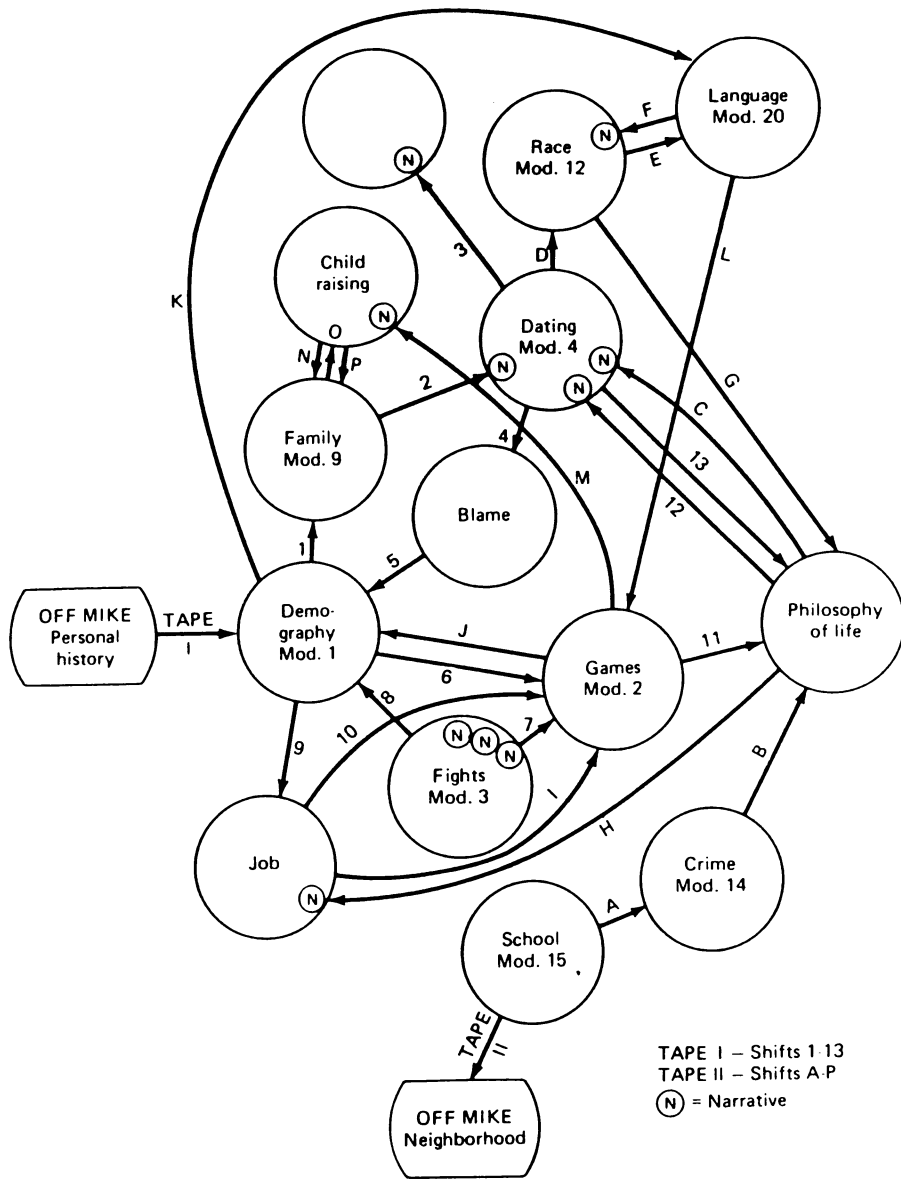 Language
Mod. 20
F
N
Race
Mod. 12
E
N
3
D
L
K
Child
raising
N
O
N
P
Dating
Mod. 4
N
N
N
2
G
C
4
13
12
Family
Mod. 9
M
Blame
1
5
OFF MIKE
Personal
history
TAPE
I
Demo-
graphy
Mod. 1
J
6
Games
Mod. 2
11
Philosophy
of life
8
10
9
N
N
N
7
Fights
Mod. 3
I
B
H
Job
N
Crime
Mod. 14
A
School
Mod. 15
TAPE
II
OFF MIKE
Neighborhood
TAPE I – Shifts 1-13
TAPE II – Shifts A-P
N = Narrative